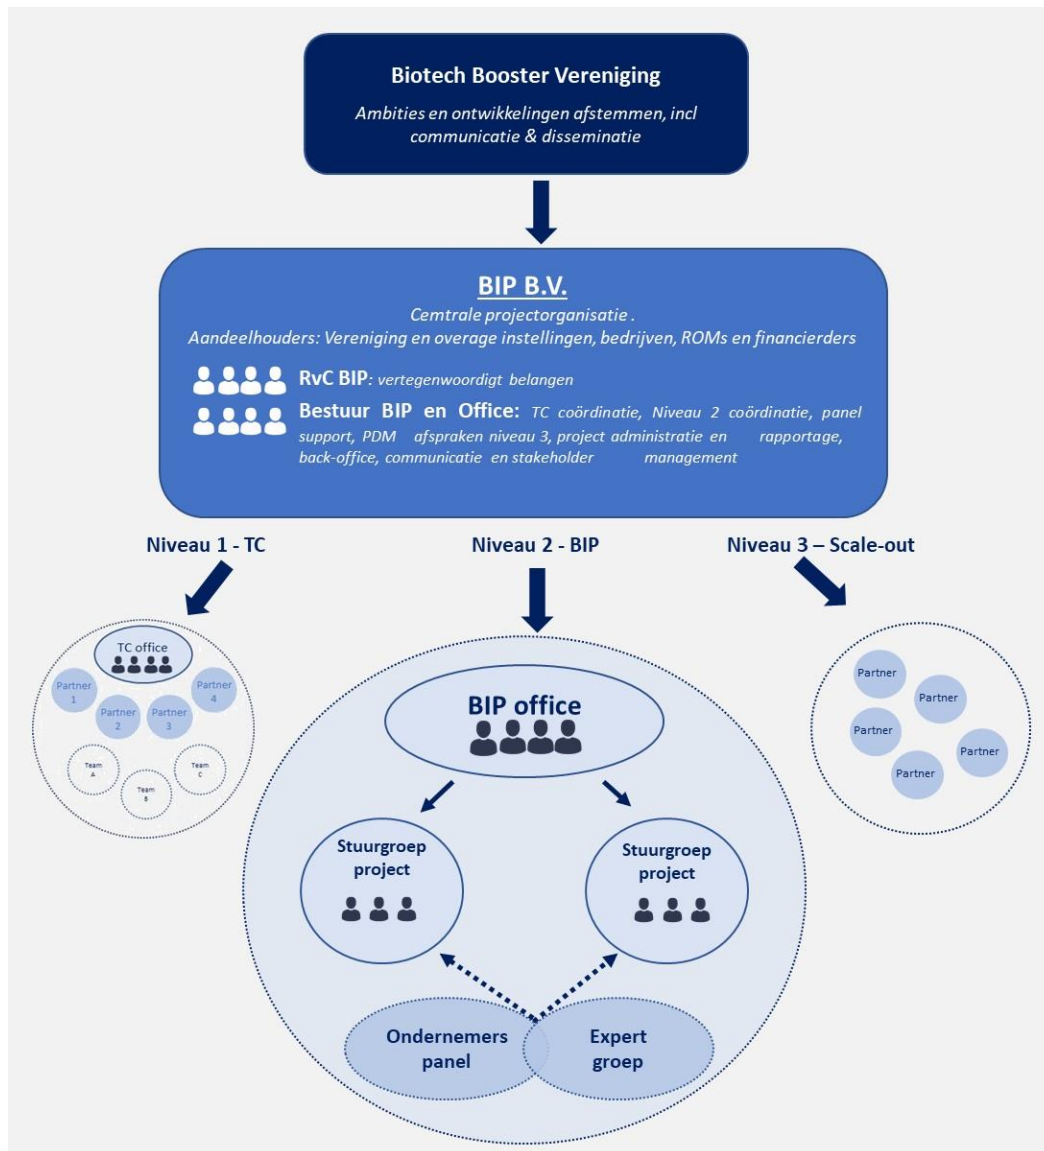 Biotech Booster Vereniging
Ambities en ontwikkelingen afstemmen, incl
communicatie & disseminatie
BIP B.V.
Cemtrale projectorganisatie .
Aandeelhouders: Vereniging en overage instellingen, bedrijven, ROMs en financierders
RvC BIP: vertegenwoordigt belangen
Bestuur BIP en Office: TC coördinatie, Niveau 2 coördinatie, panel
support, PDM afspraken niveau 3, project administratie en rapportage,
back-office, communicatie en stakeholder management
Niveau 1 - TC
Niveau 2 - BIP
Niveau 3 – Scale-out
TC office
Partner
1
Partner
2
Partner
3
Partner
4
Team
A
Team
B
Team
C
BIP office
Stuurgroep
project
Stuurgroep
project
Ondernemers
panel
Expert
groep
Partner
Partner
Partner
Partner
Partner